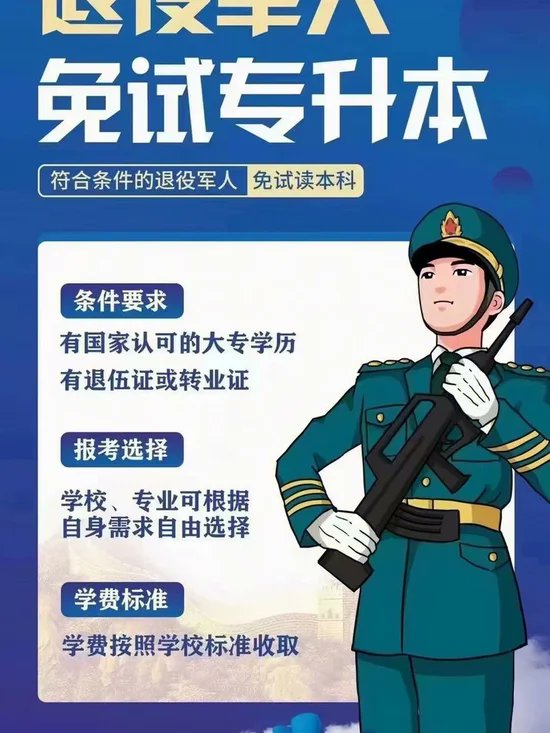 退役军人
免试专升本
符合条件的退役军人 免试读本科
条件要求
有国家认可的大专学历
有退伍证或转业证
报考选择
学校、专业可根据
自身需求自由选择
学费标准
学费按照学校标准收取